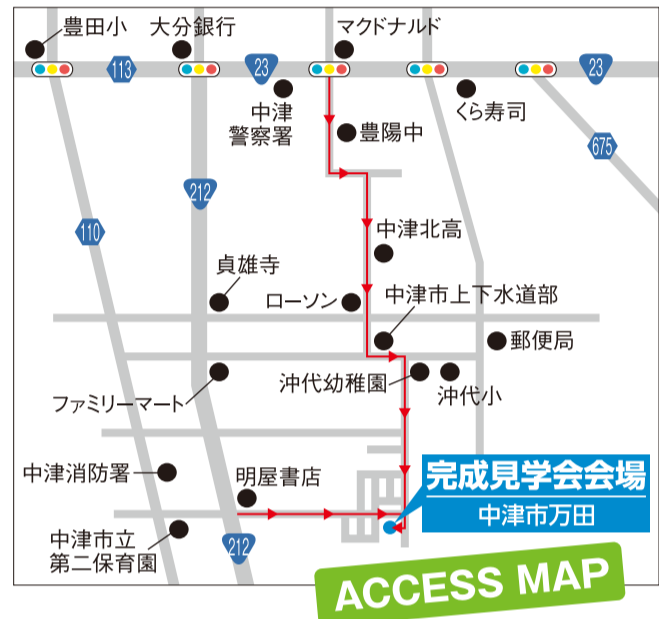 豊田小
大分銀行
マクドナルド
113
23
23
中津
警察署
豊陽中
くら寿司
675
212
110
中津北高
貞雄寺
ローソン
中津市上下水道部
郵便局
沖代幼稚園
沖代小
ファミリーマート
中津消防署
明屋書店
完成見学会会場
中津市万田
中津市立
第二保育園
212
ACCESS MAP